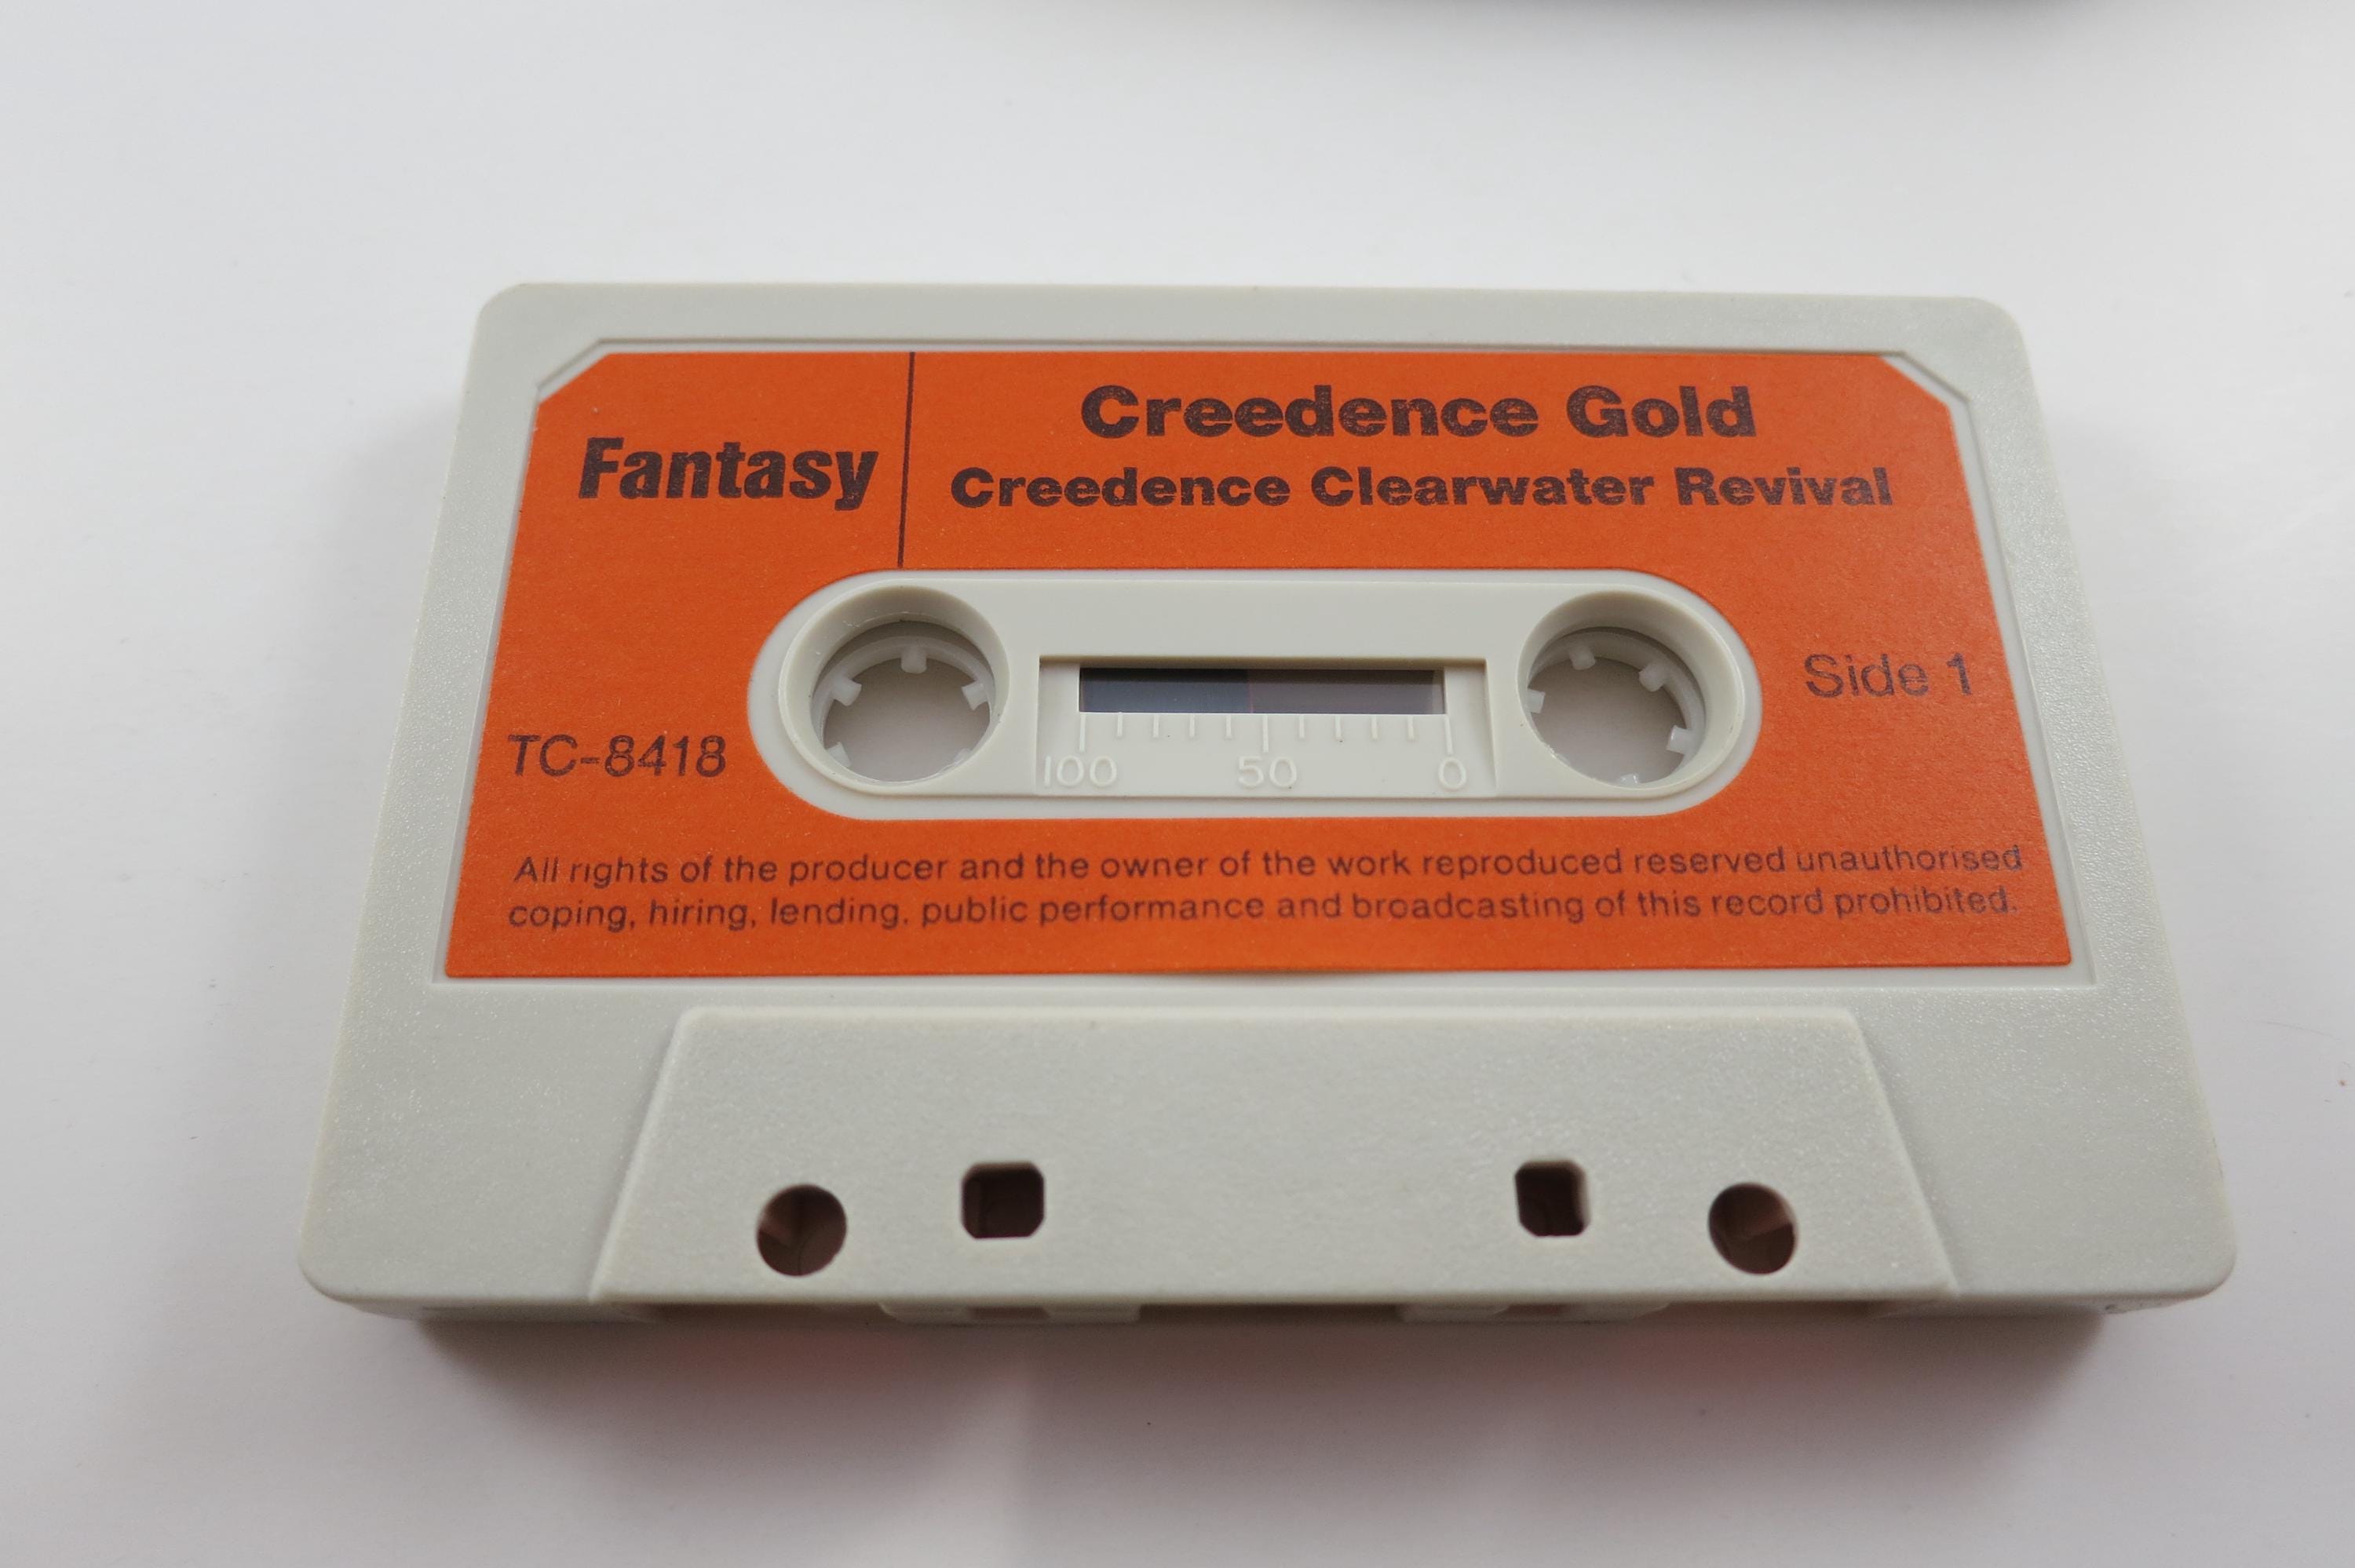 Creedence Gold
Fantasy
Creedence Clearwater Revival
Side 1
TC-8418
100 50 0
All rights of the producer and the owner of the work reproduced reserved unauthorised
coping, hiring, lending. public performance and broadcasting of this record prohibited.